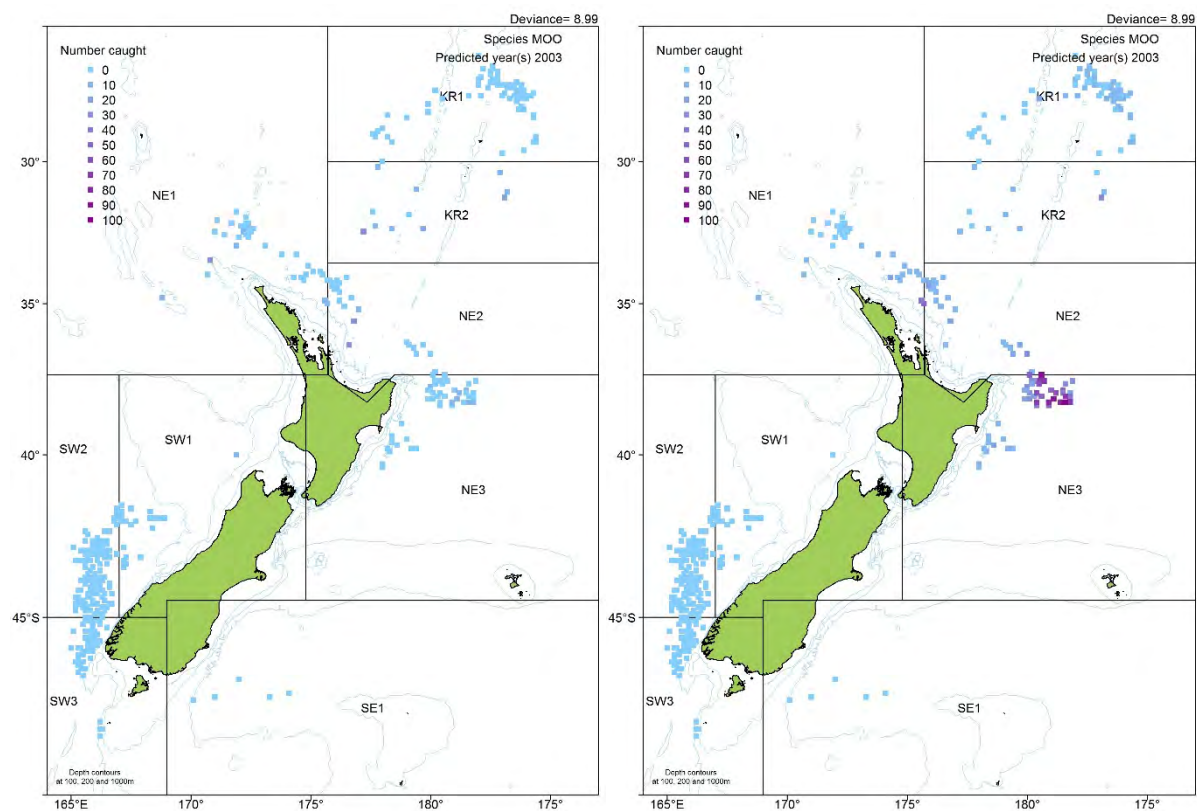 Deviance= 8.99
Species MOO
Predicted year(s) 2003
Number caught
0
10
20
30
40
50
60
70
80
90
100
KR1
30°
NE1
KR2
35°
NE2
SW2
SW1
40°
NE3
45°S
SW3
SE1
Depth contours
at 100, 200 and 1000m
165°E
170°
175°
180°
175°
Deviance= 8.99
Species MOO
Predicted year(s) 2003
Number caught
0
10
20
30
40
50
60
70
80
90
100
KR1
30°
NE1
KR2
35°
NE2
SW2
SW1
40°
NE3
45°S
SW3
SE1
Depth contours
at 100, 200 and 1000m
165°E
170°
175°
180°
175°